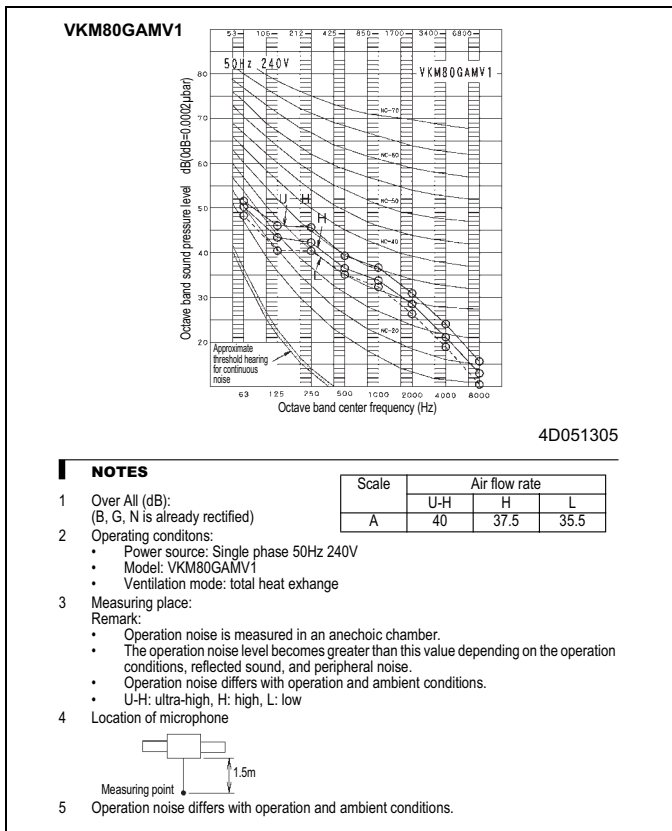 VKM80GAMV1
53 106 212 425 850 1700 3400 6800
50Hz 240V
VKM80GAMV1
Octave band sound pressure level dB(0dB=0.0002µbar)
80
70
60
50
40
30
20
NC-70
NC-60
NC-50
NC-40
NC-20
U H
H
L
Approximate
threshold hearing
for continuous
noise
63 125 250 500 1000 2000 4000 8000
Octave band center frequency (Hz)
4D051305
NOTES
1 Over All (dB):
(B, G, N is already rectified)
Scale Air flow rate
U-H H L
A 40 37.5 35.5
2 Operating conditons:
• Power source: Single phase 50Hz 240V
• Model: VKM80GAMV1
• Ventilation mode: total heat exhange
3 Measuring place:
Remark:
• Operation noise is measured in an anechoic chamber.
• The operation noise level becomes greater than this value depending on the operation
conditions, reflected sound, and peripheral noise.
• Operation noise differs with operation and ambient conditions.
• U-H: ultra-high, H: high, L: low
4 Location of microphone
1.5m
Measuring point
5 Operation noise differs with operation and ambient conditions.